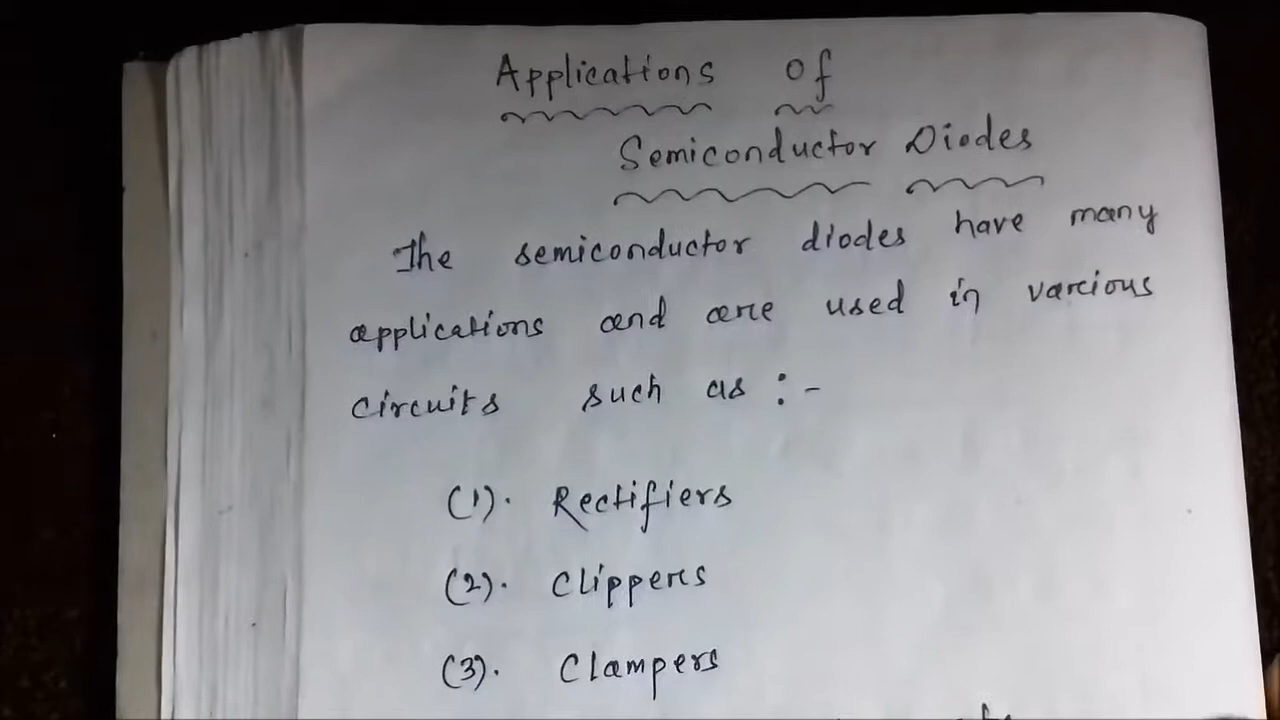 Applications of
Semiconductor Diodes
The semiconductor diodes have many
applications and are used in various
circuits such as :-
(1). Rectifiers
(2). Clippers
(3). Clampers